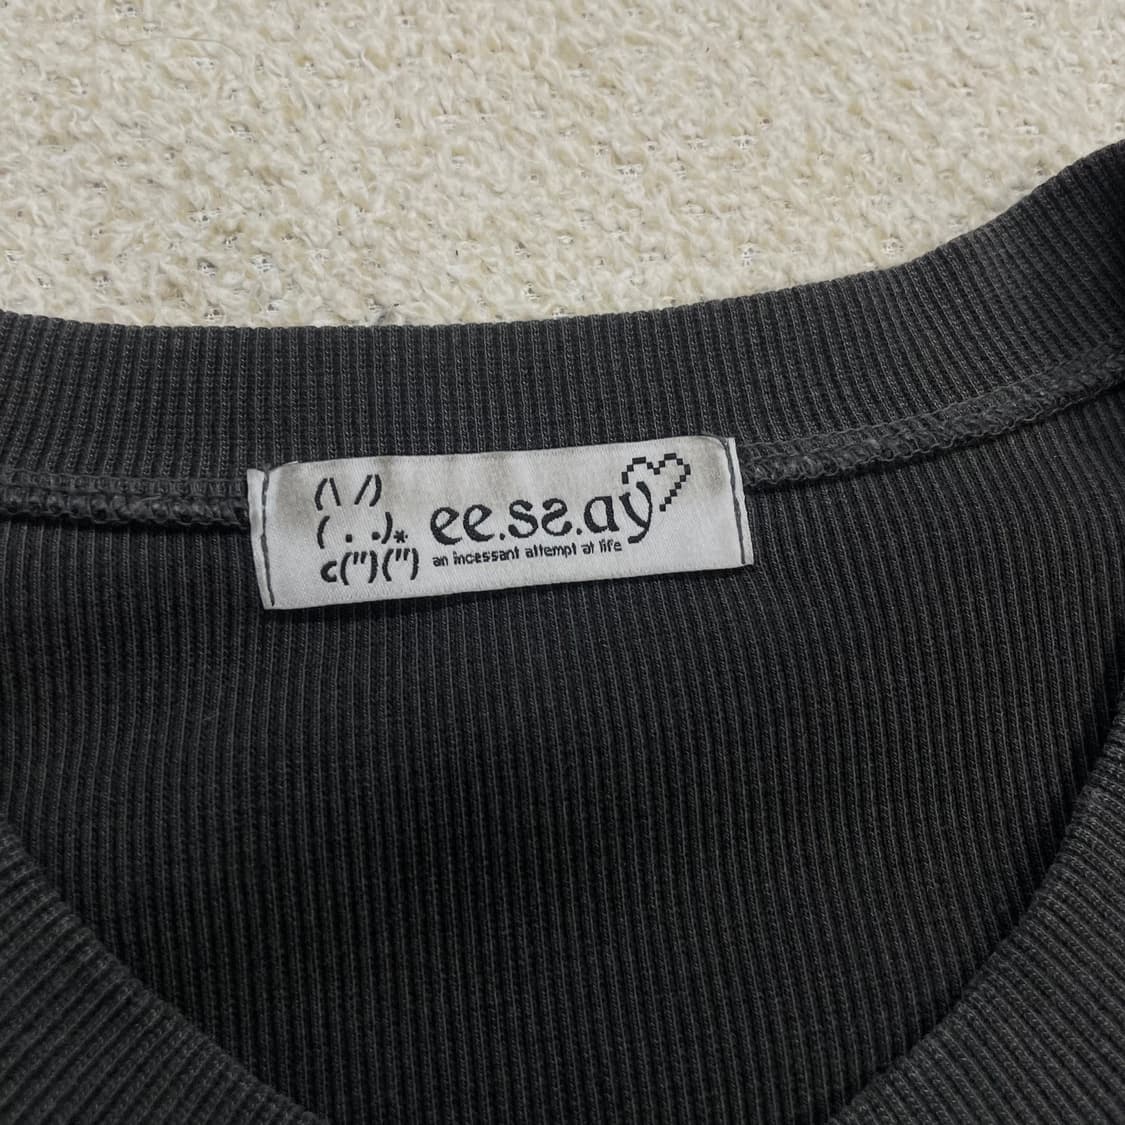 (\ /)
( . .)*
c(")(")
ee.ss.ay
an incessant attempt at life